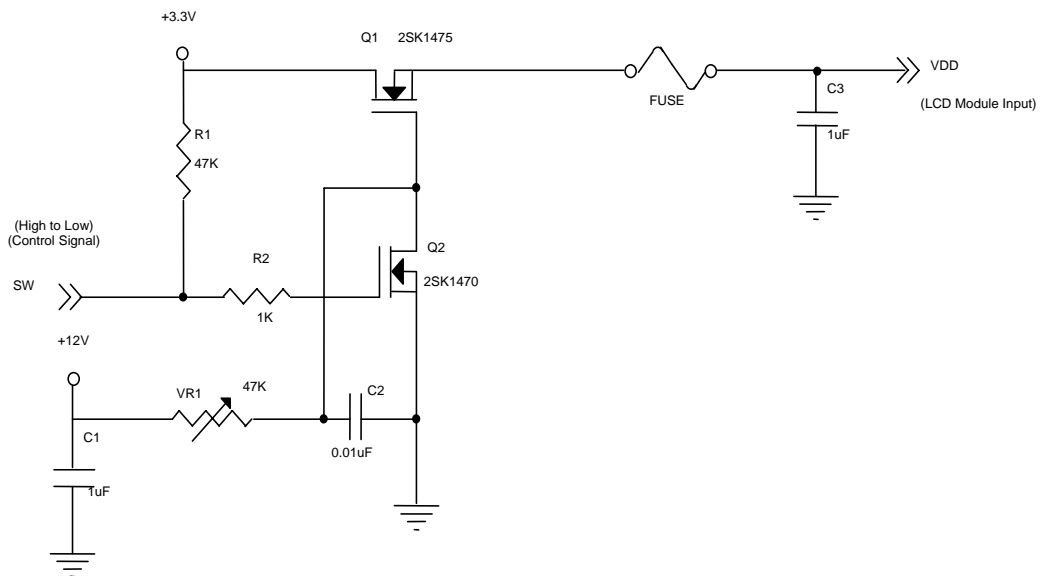 +3.3V
Q1 2SK1475
VDD
FUSE
C3
(LCD Module Input)
1uF
R1
47K
(High to Low)
(Control Signal)
SW
R2
1K
Q2
2SK1470
+12V
VR1
47K
C2
0.01uF
C1
1uF